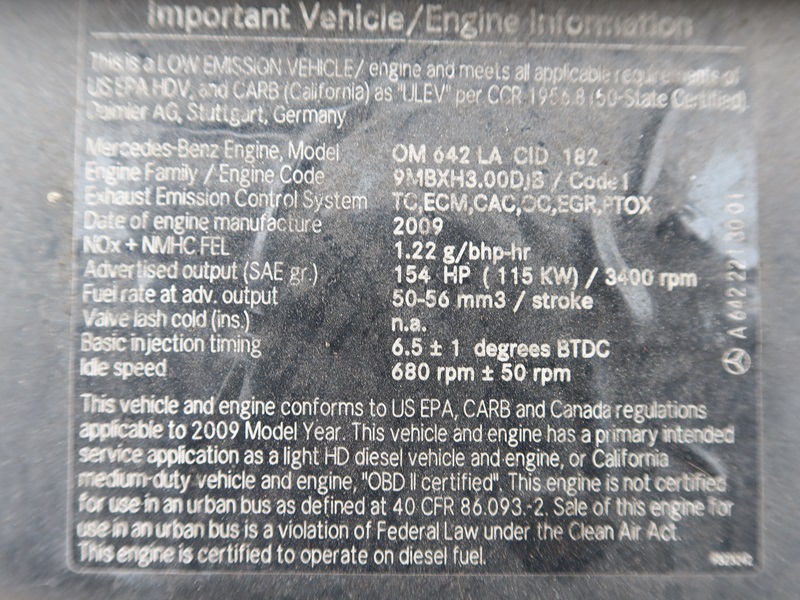 Important Vehicle/Engine Information
This is a LOW EMISSION VEHICLE/ engine and meets all applicable requirements of
US EPA HDV, and CARB (California) as "ULEV" per CCR 1956.8 (50-State Certified).
Daimler AG, Stuttgart, Germany
Mercedes-Benz Engine, Model OM 642 LA CID 182
Engine Family / Engine Code 9MBXH3.00DJB / Code 1
Exhaust Emission Control System TC,ECM,CAC,OC,EGR,PTOX
Date of engine manufacture 2009
NOx + NMHC FEL 1.22 g/bhp-hr
Advertised output (SAE gr.) 154 HP ( 115 KW) / 3400 rpm
Fuel rate at adv. output 50-56 mm3 / stroke
Valve lash cold (ins.) n.a.
Basic injection timing 6.5 ± 1 degrees BTDC
Idle speed 680 rpm ± 50 rpm
This vehicle and engine conforms to US EPA, CARB and Canada regulations
applicable to 2009 Model Year. This vehicle and engine has a primary intended
service application as a light HD diesel vehicle and engine, or California
medium-duty vehicle and engine, "OBD II certified". This engine is not certified
for use in an urban bus as defined at 40 CFR 86.093.-2. Sale of this engine for
use in an urban bus is a violation of Federal Law under the Clean Air Act.
This engine is certified to operate on diesel fuel.
A 642 221 30 01